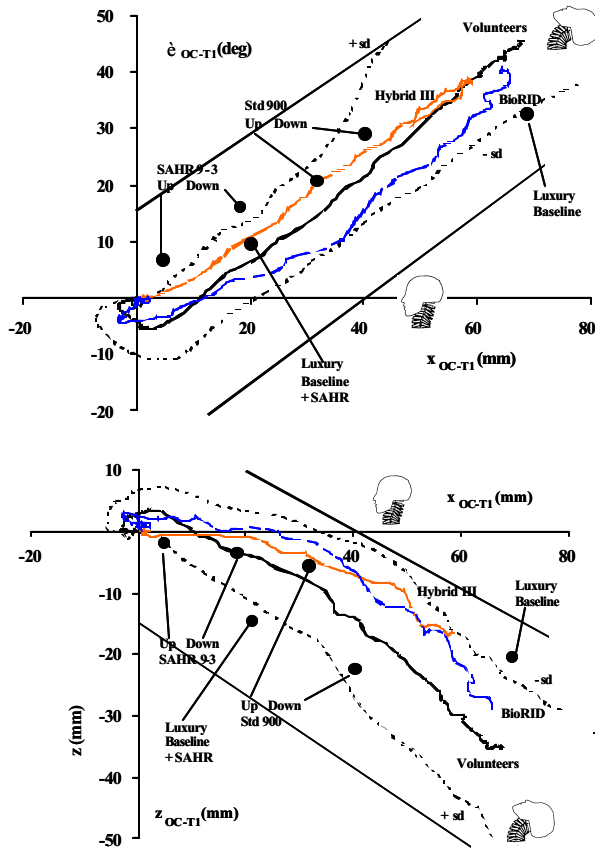 50
40
30
20
10
0
-10
-20
è OC-T1(deg)
+sd
Volunteers
Hybrid III
BioRID
Std 900
Up Down
SAHR 9-3
Up Down
-sd
Luxury
Baseline
Luxury
Baseline
+SAHR
-20
20
40
60
80
x OC-T1(mm)
10
0
-10
-20
-30
-40
-50
x OC-T1(mm)
-20
20
40
60
80
Hybrid III
Luxury
Baseline
Up Down
SAHR 9-3
Up Down
Std 900
-sd
BioRID
Luxury
Baseline
+SAHR
Volunteers
z (mm)
z OC-T1(mm)
+sd